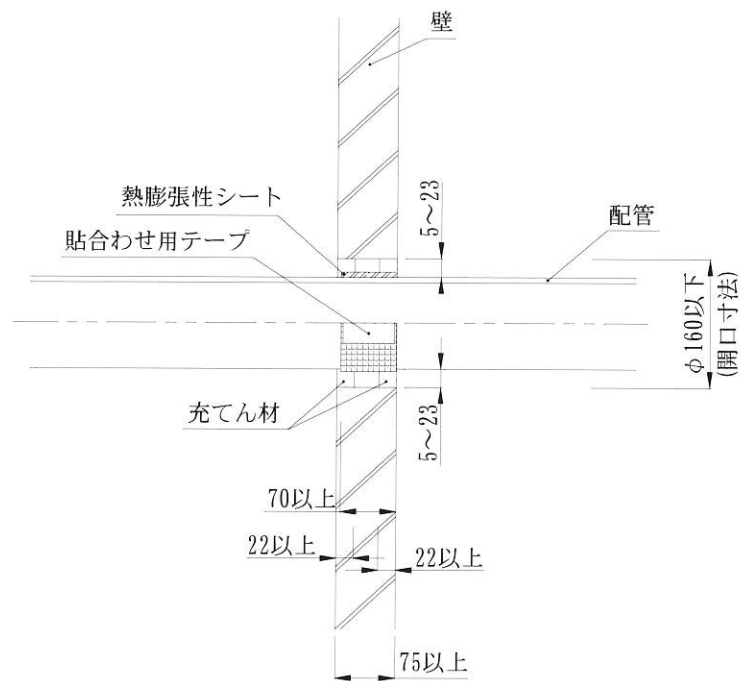 壁
熱膨張性シート
貼合わせ用テープ
5~23
配管
φ160以下
(開口寸法)
充てん材
5~23
70以上
22以上
22以上
75以上